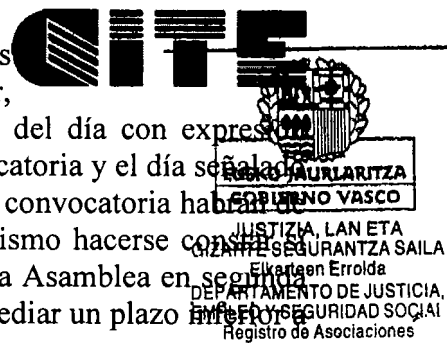 CITE
s
r,
del día con expresión
catoria y el día señalado
convocatoria habrán de
ismo hacerse constar si
a Asamblea en segunda
ediar un plazo inferior a
EUSKO JAURLARITZA
GOBIERNO VASCO
JUSTIZIA, LAN ETA
GIZARTE SEGURANTZA SAILA
Elkarteen Errolda
DEPARTAMENTO DE JUSTICIA,
EMPLEO Y SEGURIDAD SOCIAL
Registro de Asociaciones